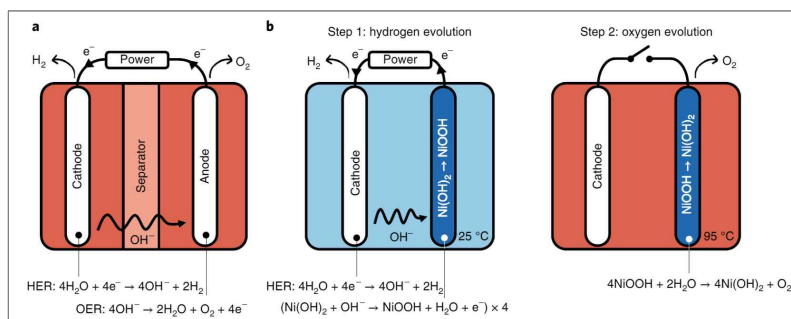 a
H₂
e⁻
Power
e⁻
O₂
Cathode
Separator
Anode
OH⁻
HER: 4H₂O + 4e⁻ → 4OH⁻ + 2H₂
OER: 4OH⁻ → 2H₂O + O₂ + 4e⁻
b
Step 1: hydrogen evolution
H₂
e⁻
Power
e⁻
Cathode
Ni(OH)₂ → NiOOH
OH⁻
25 °C
HER: 4H₂O + 4e⁻ → 4OH⁻ + 2H₂
(Ni(OH)₂ + OH⁻ → NiOOH + H₂O + e⁻) × 4
Step 2: oxygen evolution
O₂
Cathode
NiOOH → Ni(OH)₂
95 °C
4NiOOH + 2H₂O → 4Ni(OH)₂ + O₂